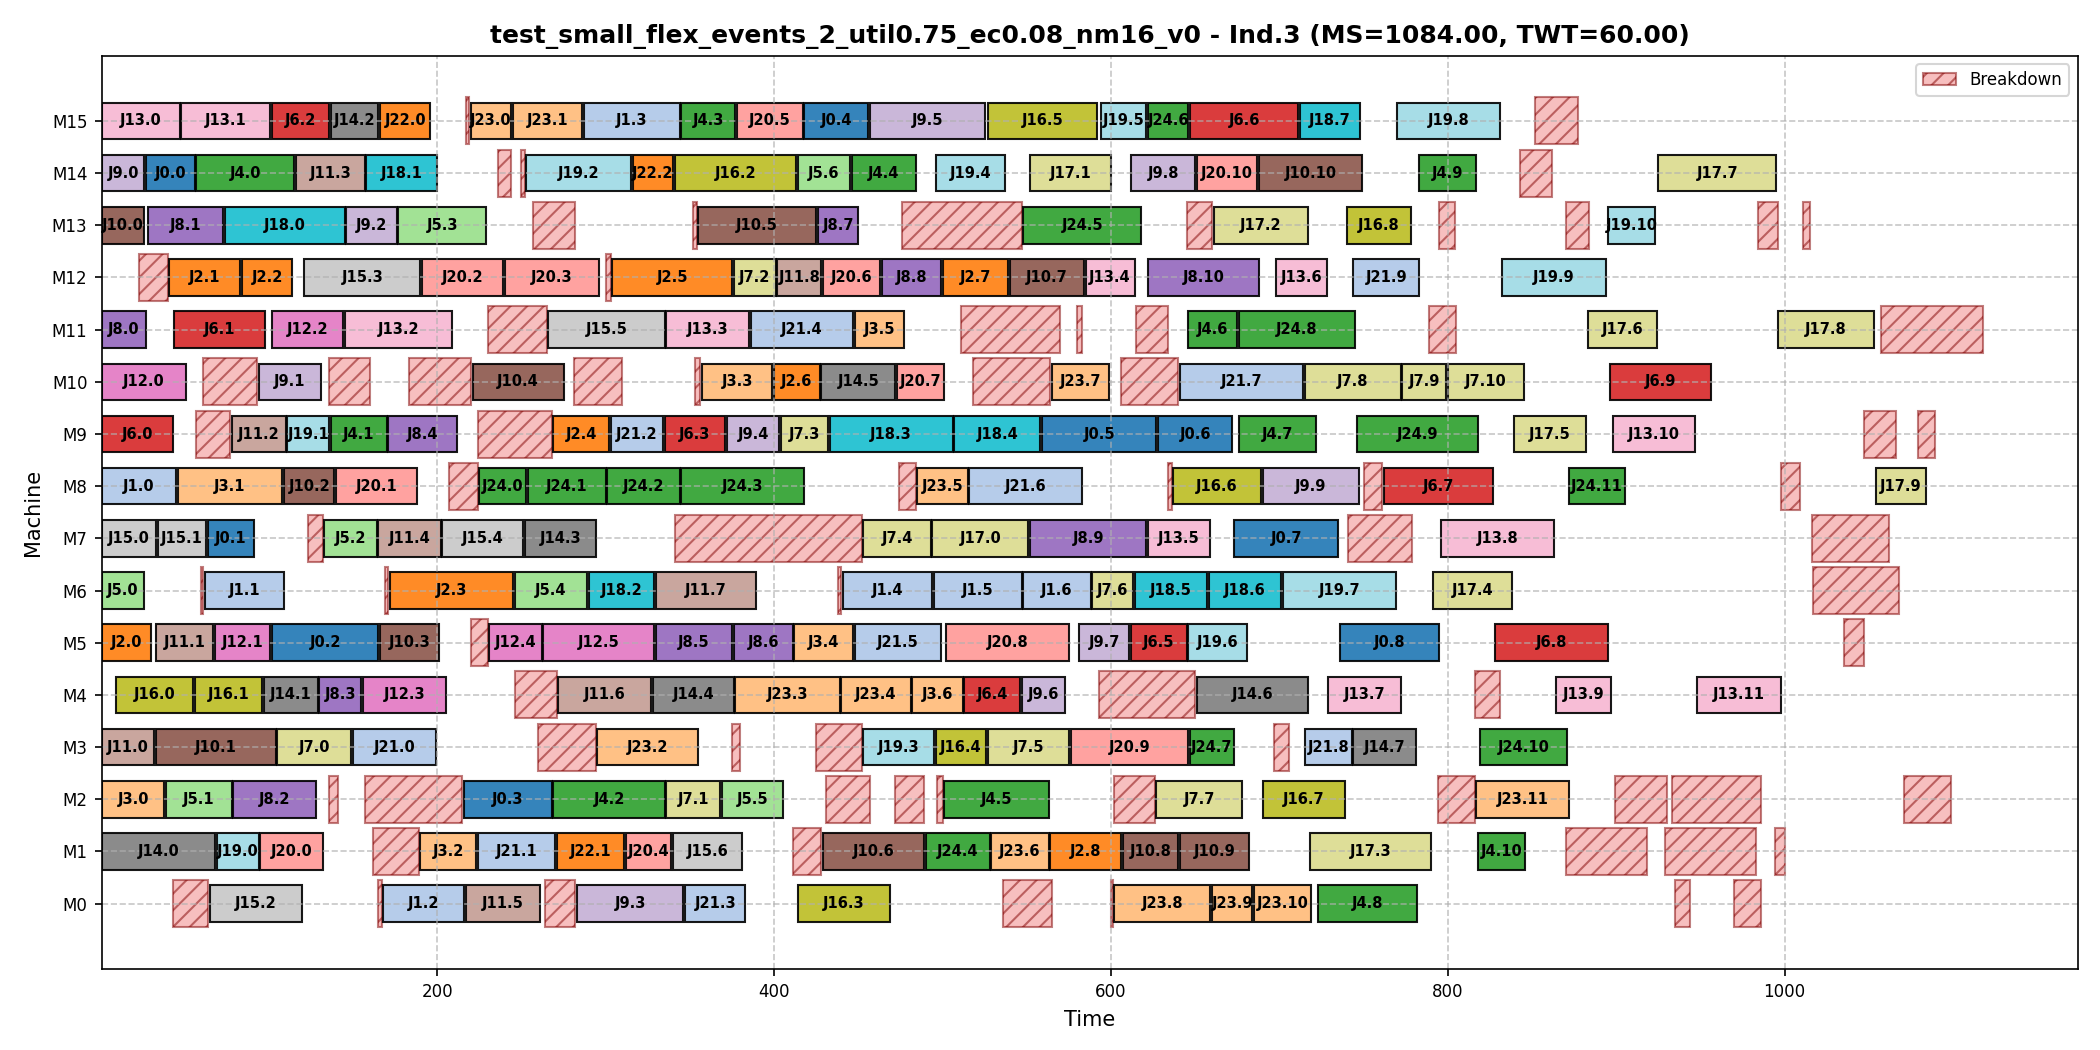 test_small_flex_events_2_util0.75_ec0.08_nm16_v0 - Ind.3 (MS=1084.00, TWT=60.00)
Breakdown
M15 J13.0 J13.1 J6.2 J14.2 J22.0 J23.0 J23.1 J1.3 J4.3 J20.5 J0.4 J9.5 J16.5 J19.5 J24.6 J6.6 J18.7 J19.8
M14 J9.0 J0.0 J4.0 J11.3 J18.1 J19.2 J22.2 J16.2 J5.6 J4.4 J19.4 J17.1 J9.8 J20.10 J10.10 J4.9 J17.7
M13 J10.0 J8.1 J18.0 J9.2 J5.3 J10.5 J8.7 J24.5 J17.2 J16.8 J19.10
M12 J2.1 J2.2 J15.3 J20.2 J20.3 J2.5 J7.2 J11.8 J20.6 J8.8 J2.7 J10.7 J13.4 J8.10 J13.6 J21.9 J19.9
M11 J8.0 J6.1 J12.2 J13.2 J15.5 J13.3 J21.4 J3.5 J4.6 J24.8 J17.6 J17.8
M10 J12.0 J9.1 J10.4 J3.3 J2.6 J14.5 J20.7 J23.7 J21.7 J7.8 J7.9 J7.10 J6.9
M9 J6.0 J11.2 J19.1 J4.1 J8.4 J2.4 J21.2 J6.3 J9.4 J7.3 J18.3 J18.4 J0.5 J0.6 J4.7 J24.9 J17.5 J13.10
M8 J1.0 J3.1 J10.2 J20.1 J24.0 J24.1 J24.2 J24.3 J23.5 J21.6 J16.6 J9.9 J6.7 J24.11 J17.9
M7 J15.0 J15.1 J0.1 J5.2 J11.4 J15.4 J14.3 J7.4 J17.0 J8.9 J13.5 J0.7 J13.8
M6 J5.0 J1.1 J2.3 J5.4 J18.2 J11.7 J1.4 J1.5 J1.6 J7.6 J18.5 J18.6 J19.7 J17.4
M5 J2.0 J11.1 J12.1 J0.2 J10.3 J12.4 J12.5 J8.5 J8.6 J3.4 J21.5 J20.8 J9.7 J6.5 J19.6 J0.8 J6.8
M4 J16.0 J16.1 J14.1 J8.3 J12.3 J11.6 J14.4 J23.3 J23.4 J3.6 J6.4 J9.6 J14.6 J13.7 J13.9 J13.11
M3 J11.0 J10.1 J7.0 J21.0 J23.2 J19.3 J16.4 J7.5 J20.9 J24.7 J21.8 J14.7 J24.10
M2 J3.0 J5.1 J8.2 J0.3 J4.2 J7.1 J5.5 J4.5 J7.7 J16.7 J23.11
M1 J14.0 J19.0 J20.0 J3.2 J21.1 J22.1 J20.4 J15.6 J10.6 J24.4 J23.6 J2.8 J10.8 J10.9 J17.3 J4.10
M0 J15.2 J1.2 J11.5 J9.3 J21.3 J16.3 J23.8 J23.9 J23.10 J4.8
200 400 600 800 1000
Time
Machine